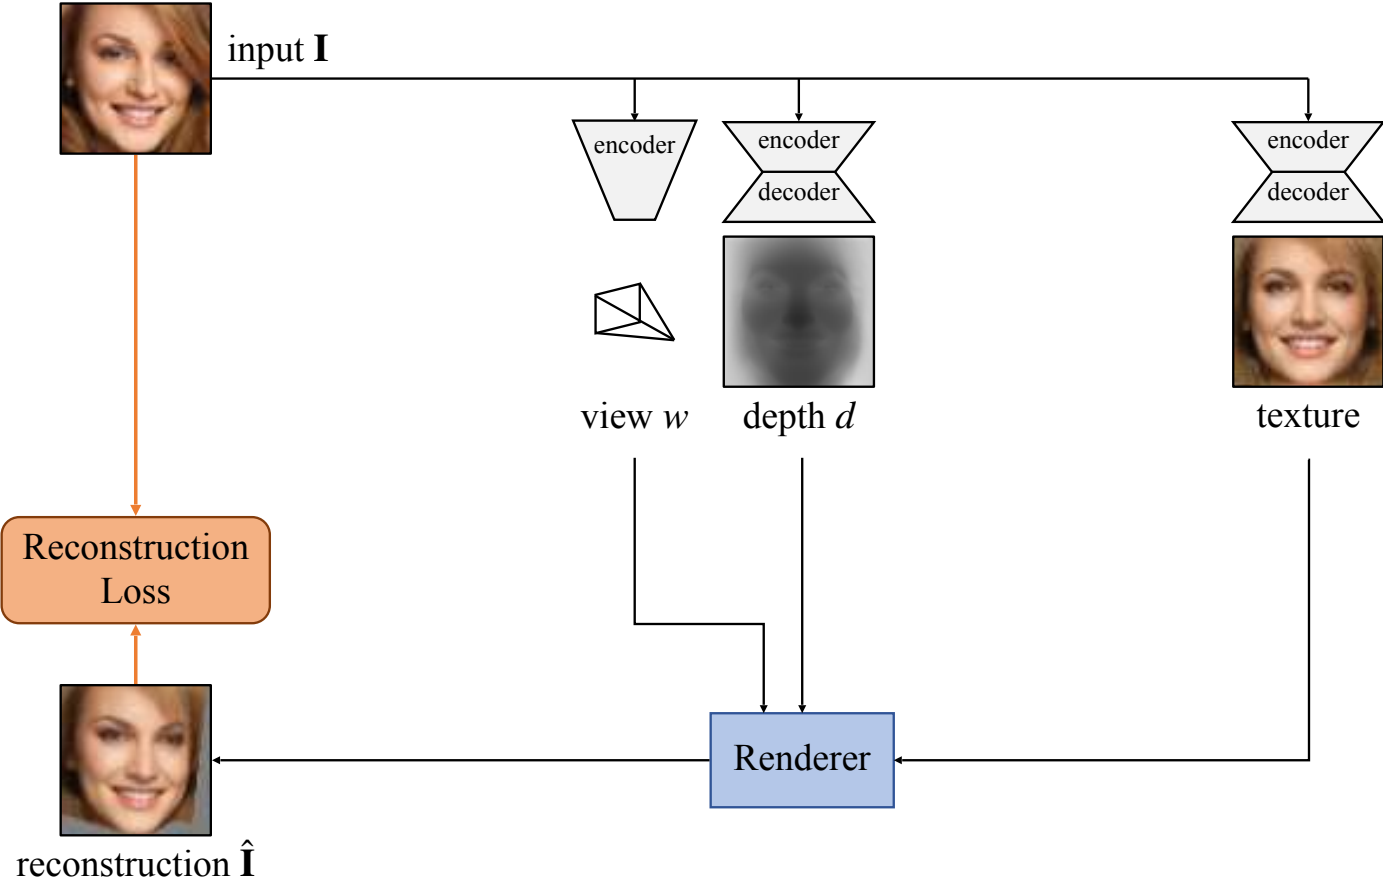 input I
encoder
encoder
decoder
encoder
decoder
view w
depth d
texture
Reconstruction
Loss
Renderer
reconstruction Î